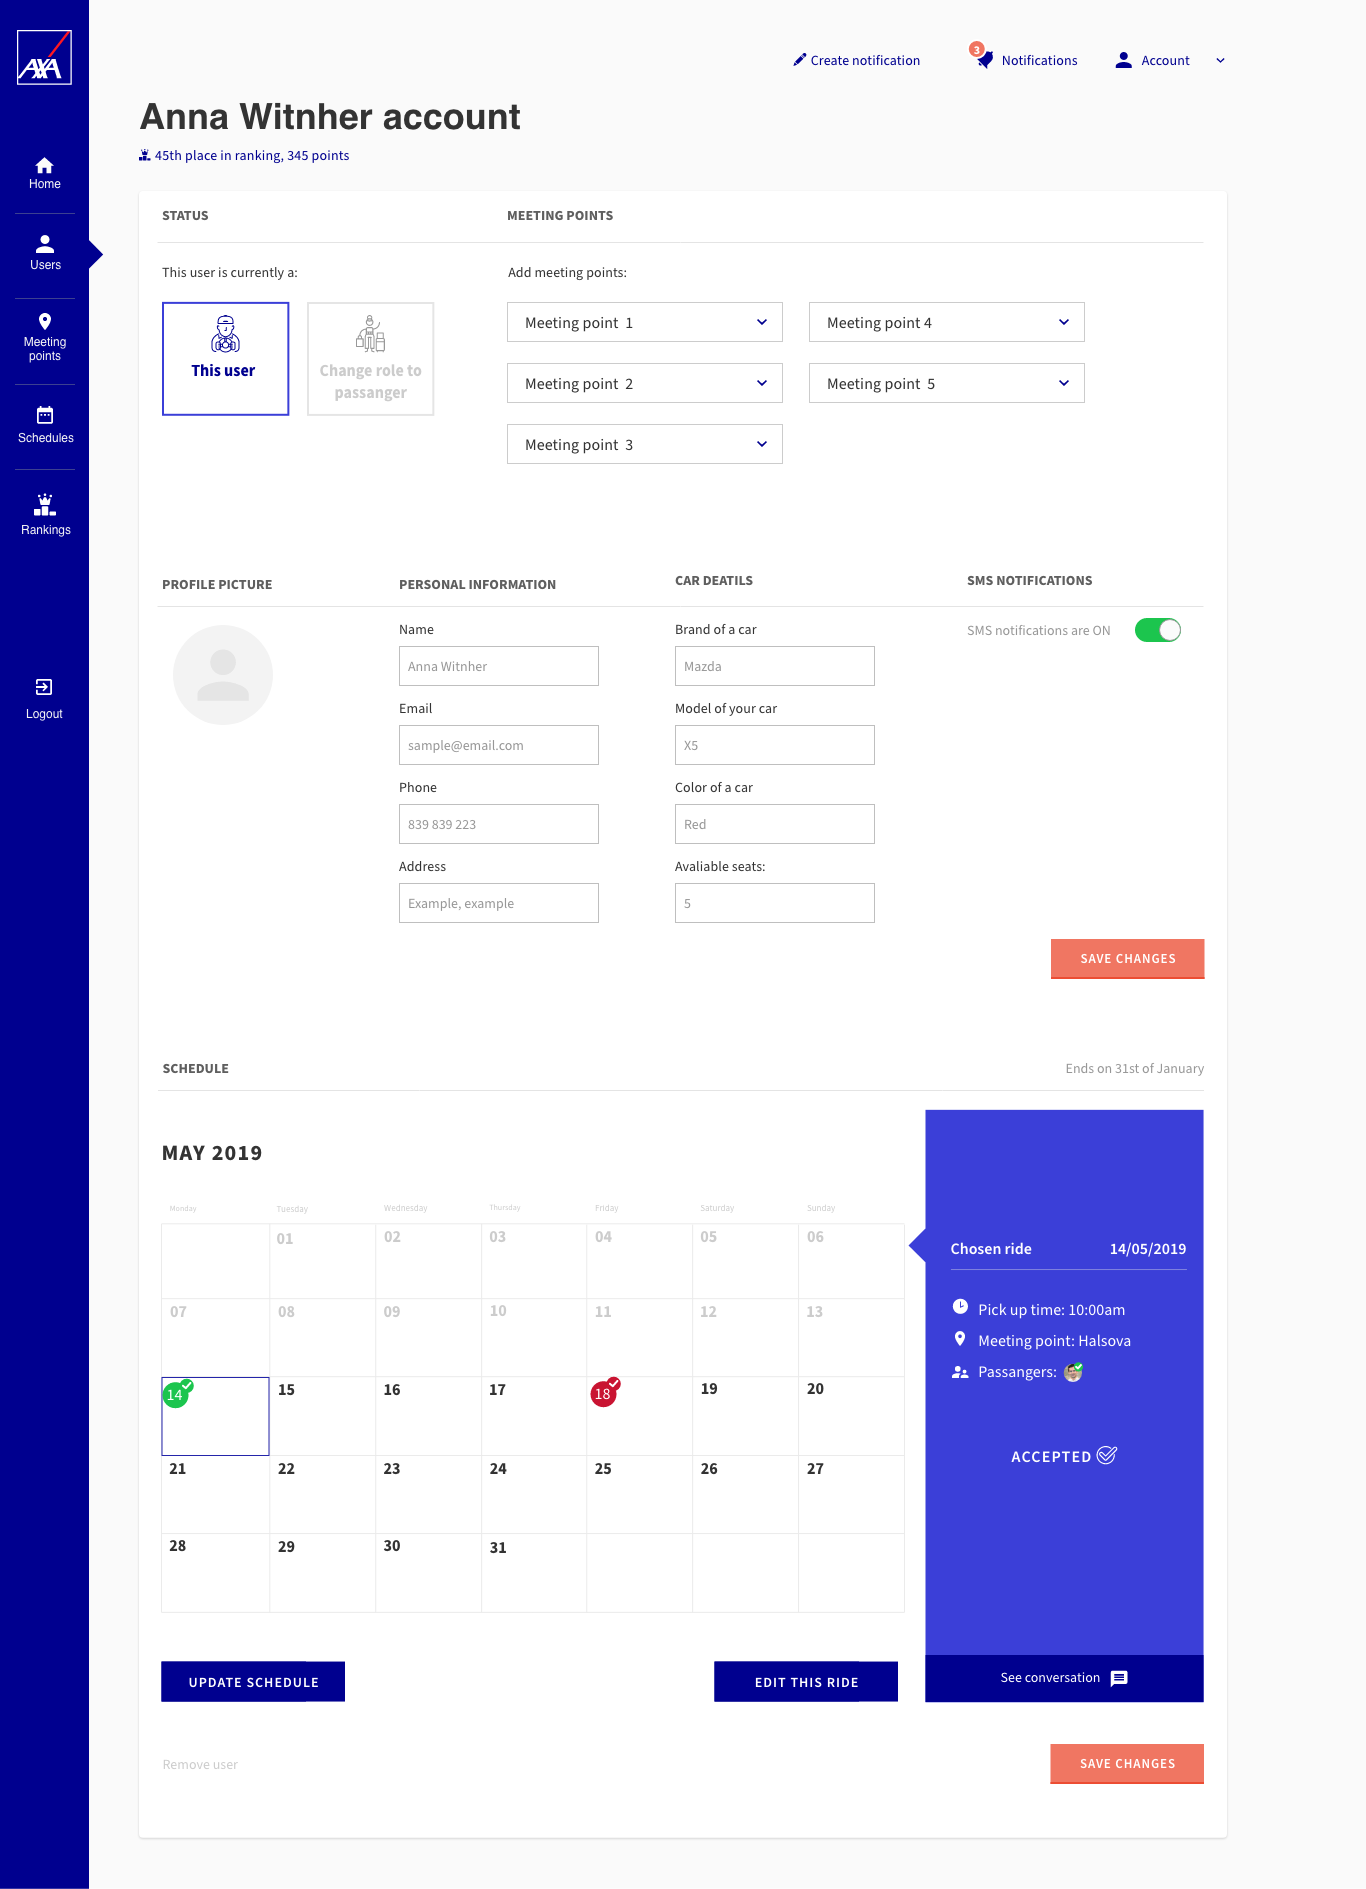 AXA
Home
Users
Meeting
points
Schedules
Rankings
Logout
Create notification
3
Notifications
Account
Anna Witnher account
45th place in ranking, 345 points
STATUS
MEETING POINTS
This user is currently a:
Add meeting points:
This user
Change role to
passanger
Meeting point 1
Meeting point 4
Meeting point 2
Meeting point 5
Meeting point 3
PROFILE PICTURE
PERSONAL INFORMATION
CAR DEATILS
SMS NOTIFICATIONS
Name
Anna Witnher
Email
sample@email.com
Phone
839 839 223
Address
Example, example
Brand of a car
Mazda
Model of your car
X5
Color of a car
Red
Avaliable seats:
5
SMS notifications are ON
SAVE CHANGES
SCHEDULE
Ends on 31st of January
MAY 2019
Monday Tuesday Wednesday Thursday Friday Saturday Sunday
01 02 03 04 05 06
07 08 09 10 11 12 13
14 15 16 17 18 19 20
21 22 23 24 25 26 27
28 29 30 31
Chosen ride 14/05/2019
Pick up time: 10:00am
Meeting point: Halsova
Passangers:
ACCEPTED
See conversation
UPDATE SCHEDULE
EDIT THIS RIDE
Remove user
SAVE CHANGES